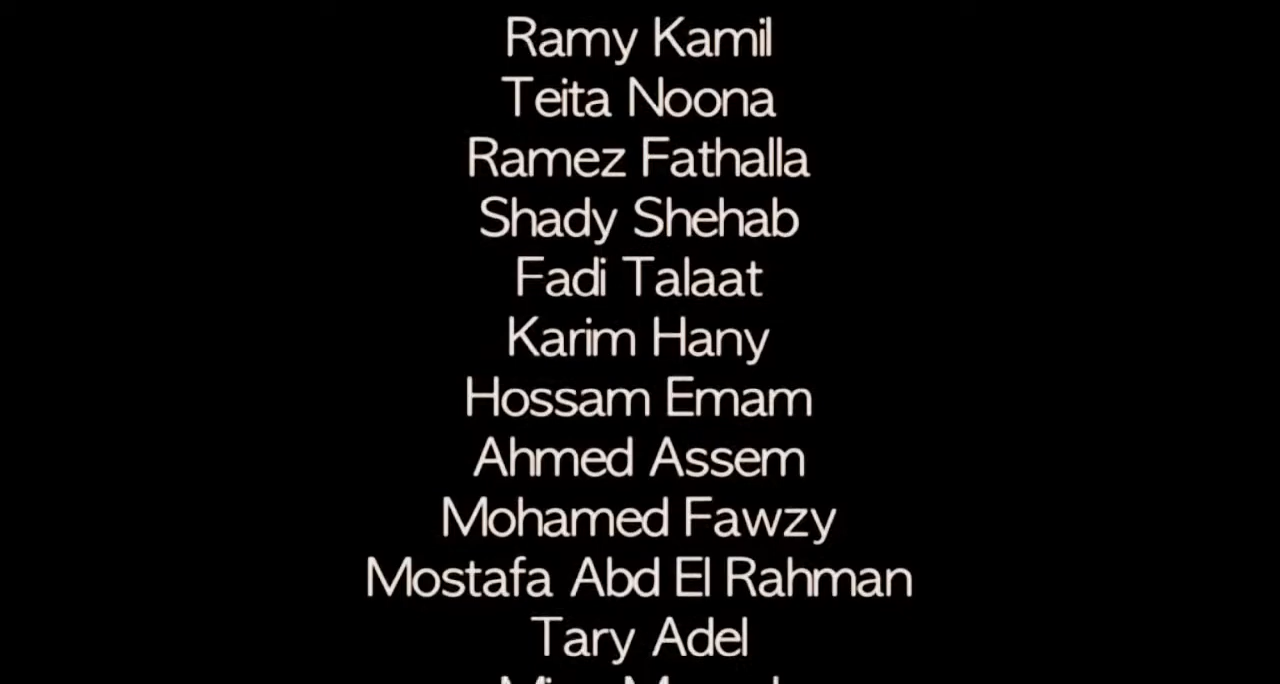 Ramy Kamil
Teita Noona
Ramez Fathalla
Shady Shehab
Fadi Talaat
Karim Hany
Hossam Emam
Ahmed Assem
Mohamed Fawzy
Mostafa Abd El Rahman
Tary Adel